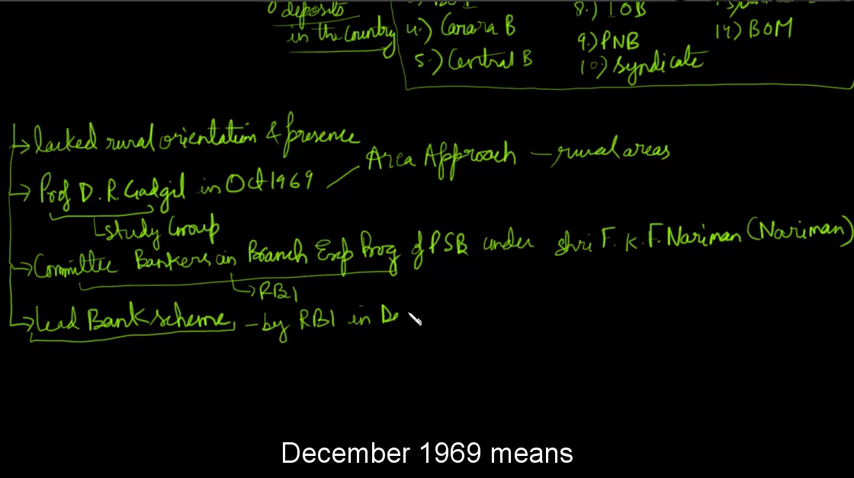 deposits
in the Country
4.) Canara B
5.) Central B
8.) IOB
9.) PNB
10.) Syndicate
14) BOM
lacked rural orientation & presence
Prof D. R. Gadgil in Oct 1969
Area Approach — rural areas
Study Group
Committee Bankers on Branch Exp Prog of PSB under Shri F. K. F. Nariman (Nariman)
RBI
Lead Bank scheme, – by RBI in De
December 1969 means